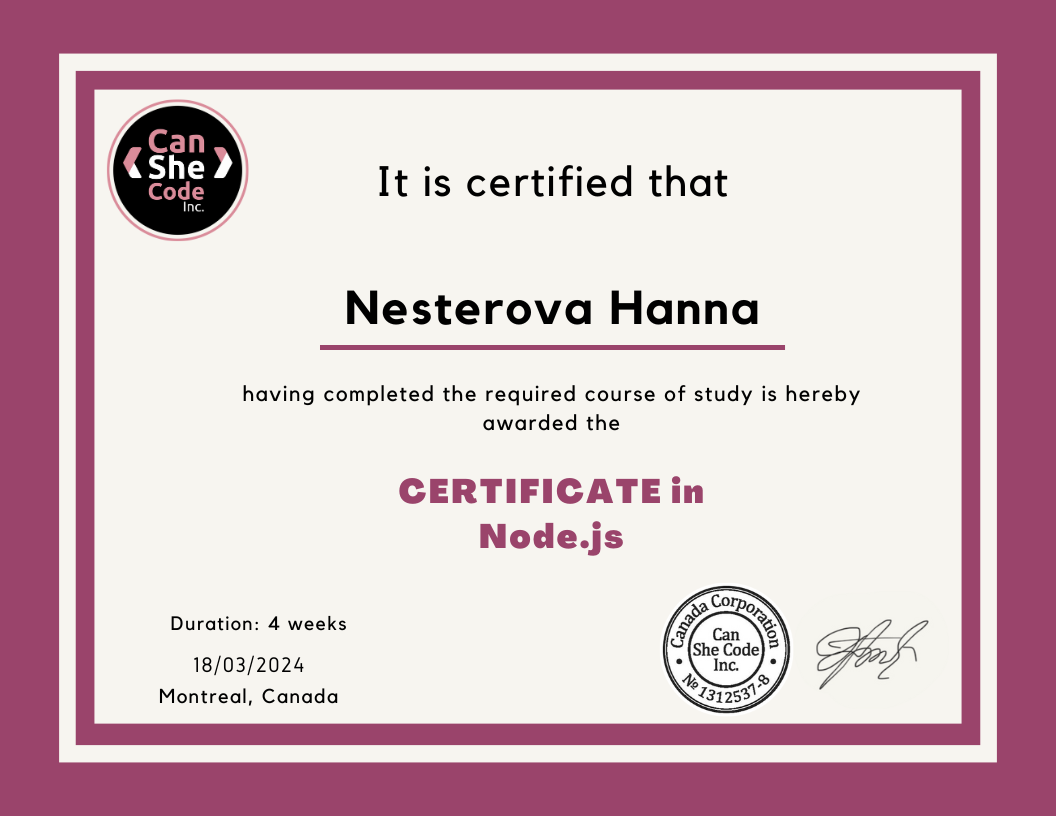 Can
She
Code
Inc.
It is certified that
Nesterova Hanna
having completed the required course of study is hereby
awarded the
CERTIFICATE in
Node.js
Duration: 4 weeks
18/03/2024
Montreal, Canada
Canada Corporation
Can
She Code
Inc.
№ 1312537-8